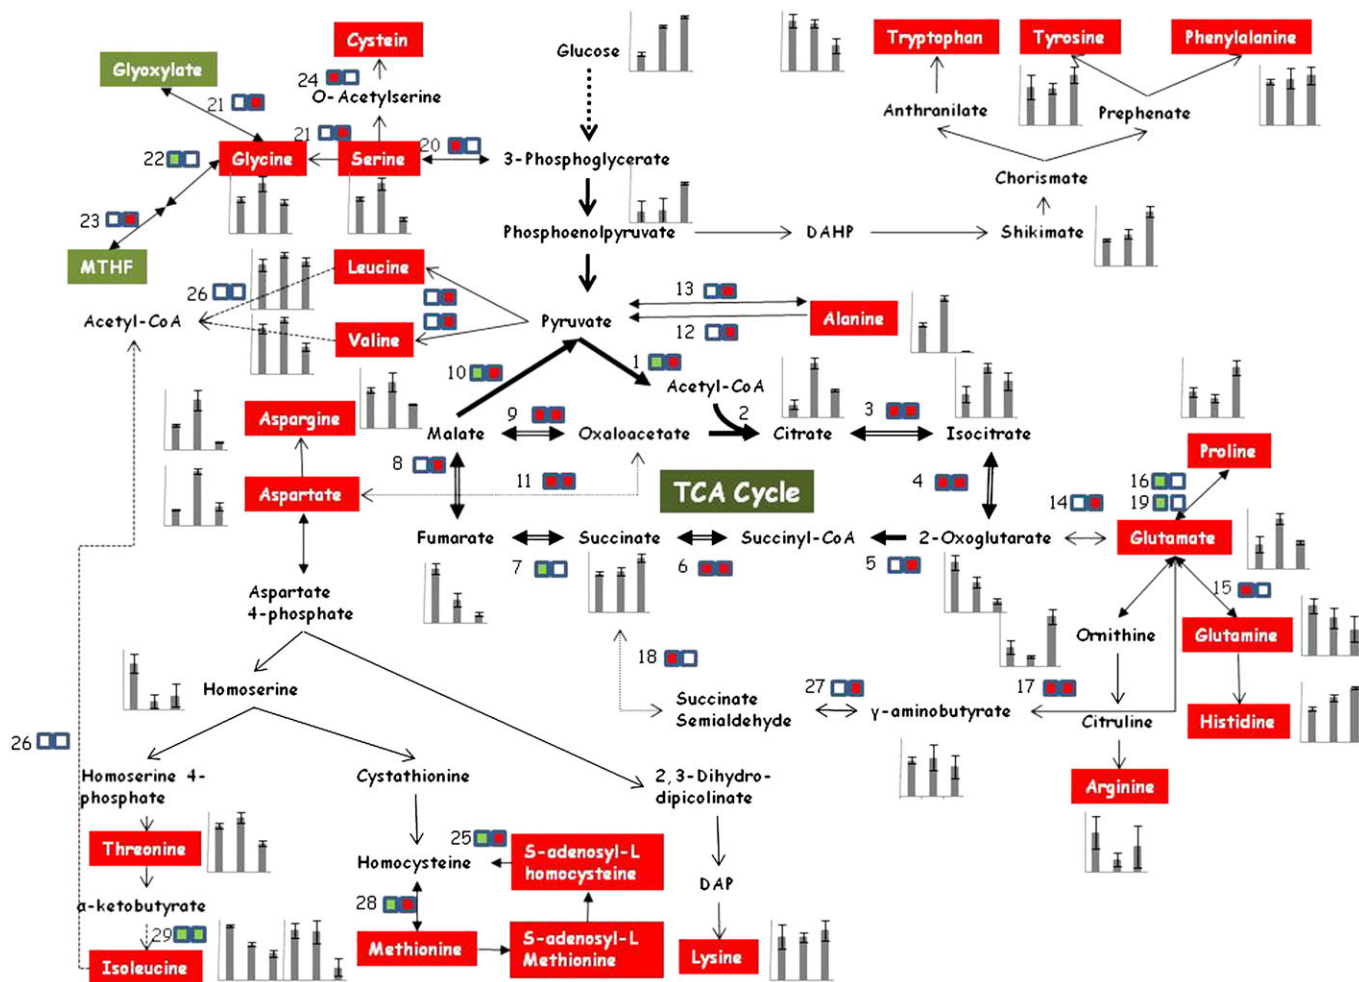 Cystein
Glucose
Tryptophan
Tyrosine
Phenylalanine
Glyoxylate
24
O-Acetylserine
21
Anthranilate
Prephenate
21
20
22
Glycine
Serine
3-Phosphoglycerate
Chorismate
23
Phosphoenolpyruvate
DAHP
Shikimate
MTHF
Leucine
26
13
Acetyl-CoA
Valine
Pyruvate
12
Alanine
10
1
Acetyl-CoA
Aspargine
9
2
3
Malate
Oxaloacetate
Citrate
Isocitrate
Proline
8
11
TCA Cycle
4
16
Aspartate
14
19
Fumarate
Succinate
Succinyl-CoA
2-Oxoglutarate
Glutamate
7
6
5
15
Aspartate
4-phosphate
Ornithine
Glutamine
18
Homoserine
27
17
Succinate
Semialdehyde
γ-aminobutyrate
Citruline
Histidine
26
Homoserine 4-
phosphate
Cystathionine
2,3-Dihydro-
dipicolinate
Arginine
Threonine
25
S-adenosyl-L
homocysteine
Homocysteine
DAP
α-ketobutyrate
28
29
Methionine
S-adenosyl-L
Methionine
Lysine
Isoleucine